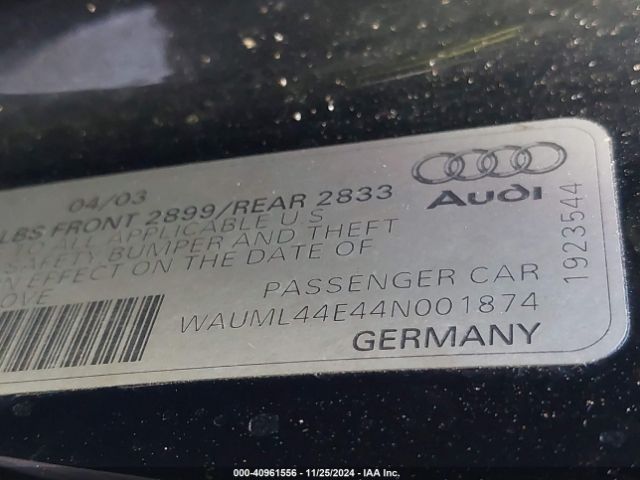 04/03
LBS FRONT 2899/REAR 2833
TO ALL APPLICABLE U S
SAFETY, BUMPER AND THEFT
IN EFFECT ON THE DATE OF
OVE
Audi
PASSENGER CAR
WAUML44E44N001874
GERMANY
1923544
000-40961556 - 11/25/2024 - IAA Inc.